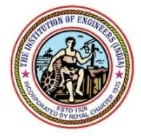 THE INSTITUTION OF ENGINEERS (INDIA)
ESTD 1920
INCORPORATED BY ROYAL CHARTER 1935